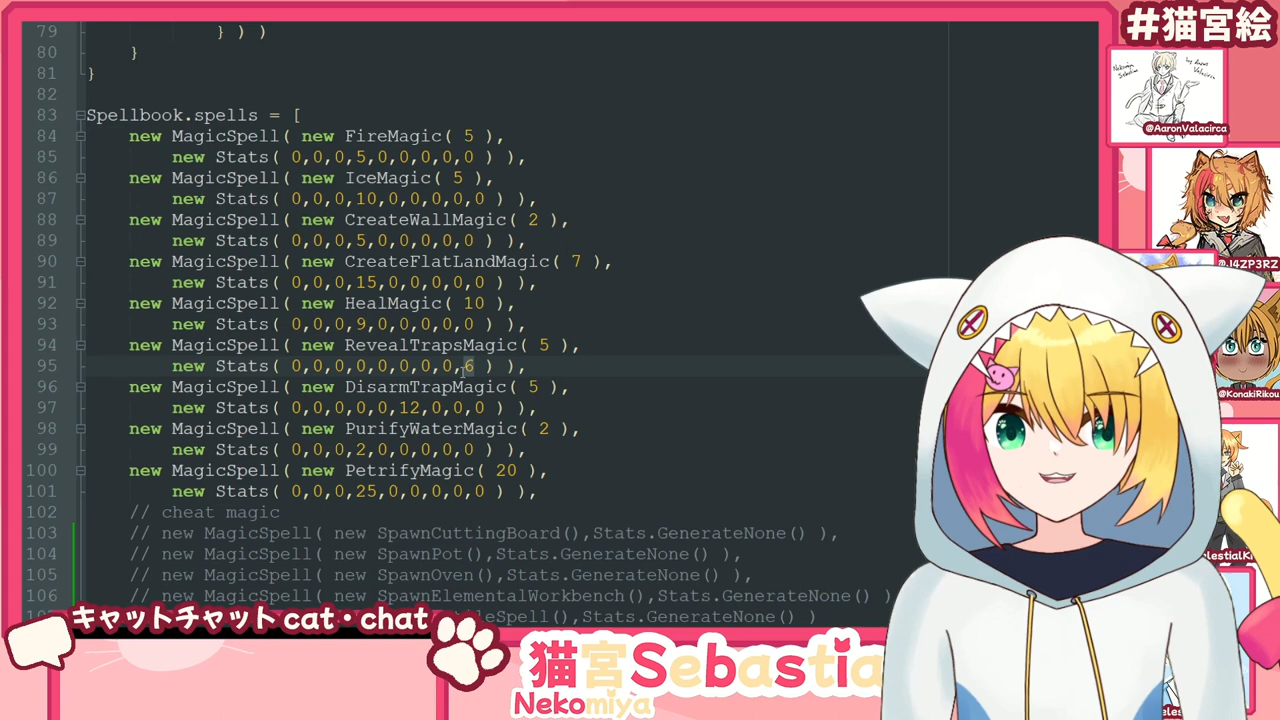 79 } ) )
80 }
81 }
82
83 Spellbook.spells = [
84 new MagicSpell( new FireMagic( 5 ),
85 new Stats( 0,0,0,5,0,0,0,0,0 ) ),
86 new MagicSpell( new IceMagic( 5 ),
87 new Stats( 0,0,0,10,0,0,0,0,0 ) ),
88 new MagicSpell( new CreateWallMagic( 2 ),
89 new Stats( 0,0,0,5,0,0,0,0,0 ) ),
90 new MagicSpell( new CreateFlatLandMagic( 7 ),
91 new Stats( 0,0,0,15,0,0,0,0,0 ) ),
92 new MagicSpell( new HealMagic( 10 ),
93 new Stats( 0,0,0,9,0,0,0,0,0 ) ),
94 new MagicSpell( new RevealTrapsMagic( 5 ),
95 new Stats( 0,0,0,0,0,0,0,0,6 ) ),
96 new MagicSpell( new DisarmTrapMagic( 5 ),
97 new Stats( 0,0,0,0,0,12,0,0,0 ) ),
98 new MagicSpell( new PurifyWaterMagic( 2 ),
99 new Stats( 0,0,0,2,0,0,0,0,0 ) ),
100 new MagicSpell( new PetrifyMagic( 20 ),
101 new Stats( 0,0,0,25,0,0,0,0,0 ) ),
102 // cheat magic
103 // new MagicSpell( new SpawnCuttingBoard(),Stats.GenerateNone() ),
104 // new MagicSpell( new SpawnPot(),Stats.GenerateNone() ),
105 // new MagicSpell( new SpawnOven(),Stats.GenerateNone() ),
106 // new MagicSpell( new SpawnElementalWorkbench(),Stats.GenerateNone() )
leSpell(),Stats.GenerateNone() )
#猫宮絵
Nekomiya
Sebastian
by Aaron
Valacirca
@AaronValacirca
@J4ZP3RZ
@KonakiRikou
elestialKi
キャットチャット cat・chat
猫宮Sebastia
Nekomiya